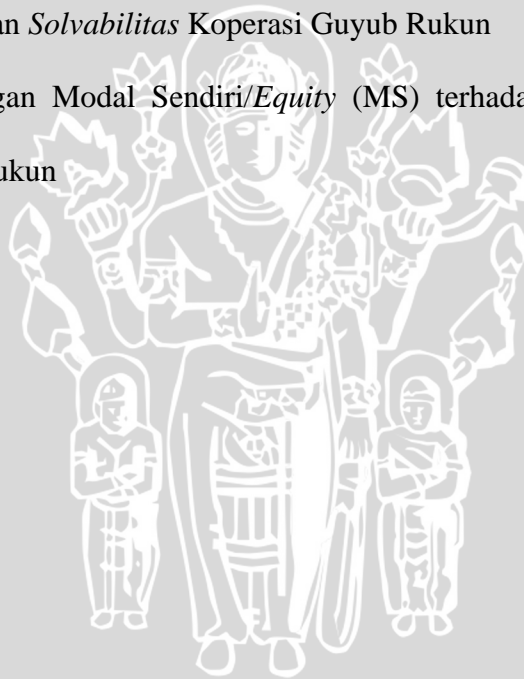 an Solvabilitas Koperasi Guyub Rukun
gan Modal Sendiri/Equity (MS) terhada
ukun